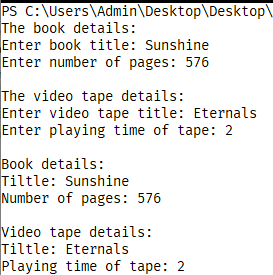 PS C:\Users\Admin\Desktop\Desktop\
The book details:
Enter book title: Sunshine
Enter number of pages: 576
The video tape details:
Enter video tape title: Eternals
Enter playing time of tape: 2
Book details:
Tiltle: Sunshine
Number of pages: 576
Video tape details:
Tiltle: Eternals
Playing time of tape: 2